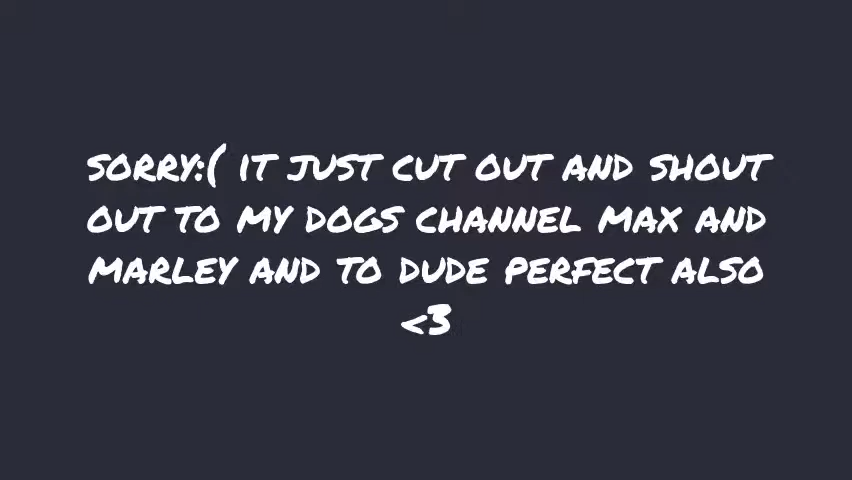 SORRY:( IT JUST CUT OUT AND SHOUT
OUT TO MY DOGS CHANNEL MAX AND
MARLEY AND TO DUDE PERFECT ALSO
<3